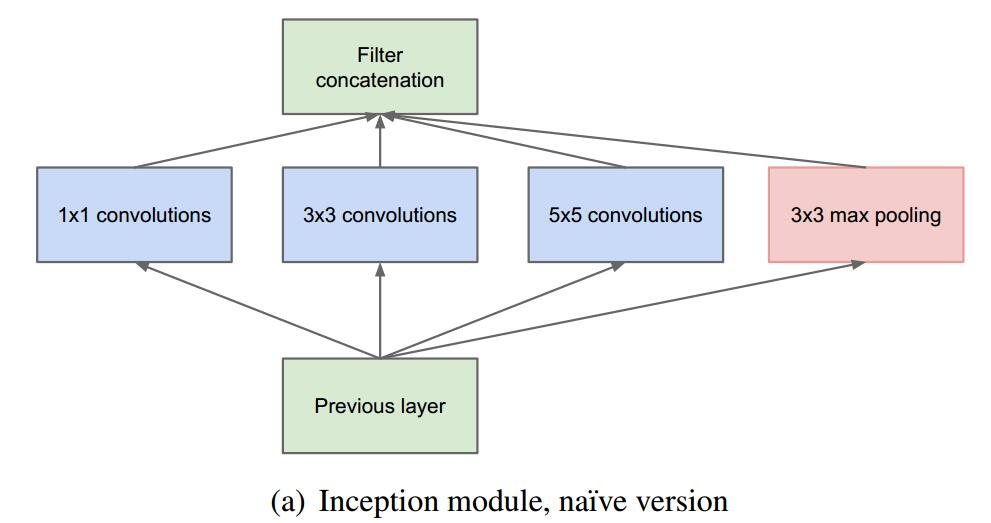 Filter
concatenation
1x1 convolutions
3x3 convolutions
5x5 convolutions
3x3 max pooling
Previous layer
(a) Inception module, naïve version